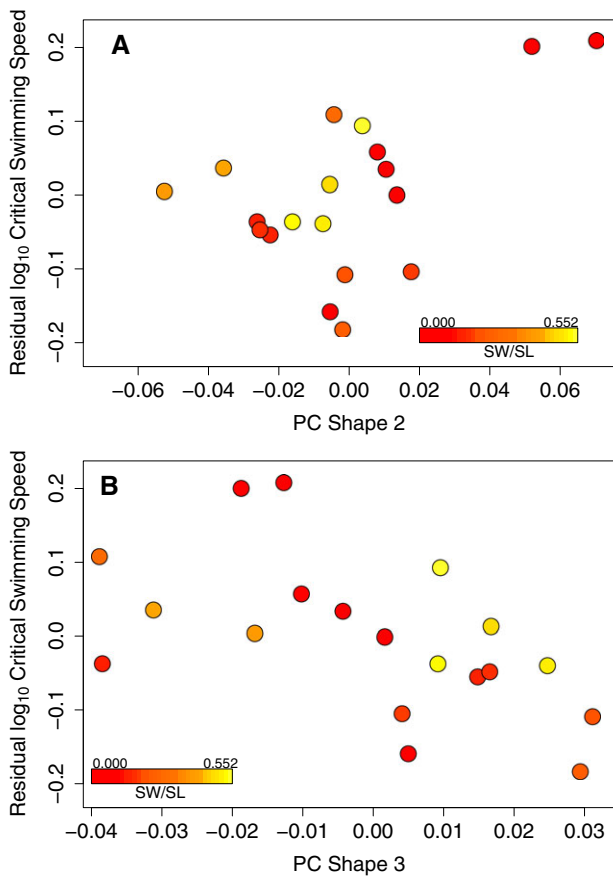 A
Residual log10 Critical Swimming Speed
0.2
0.1
0.0
−0.1
−0.2
0.000 0.552
SW/SL
−0.06 −0.04 −0.02 0.00 0.02 0.04 0.06
PC Shape 2
B
Residual log10 Critical Swimming Speed
0.2
0.1
0.0
−0.1
−0.2
0.000 0.552
SW/SL
−0.04 −0.03 −0.02 −0.01 0.00 0.01 0.02 0.03
PC Shape 3